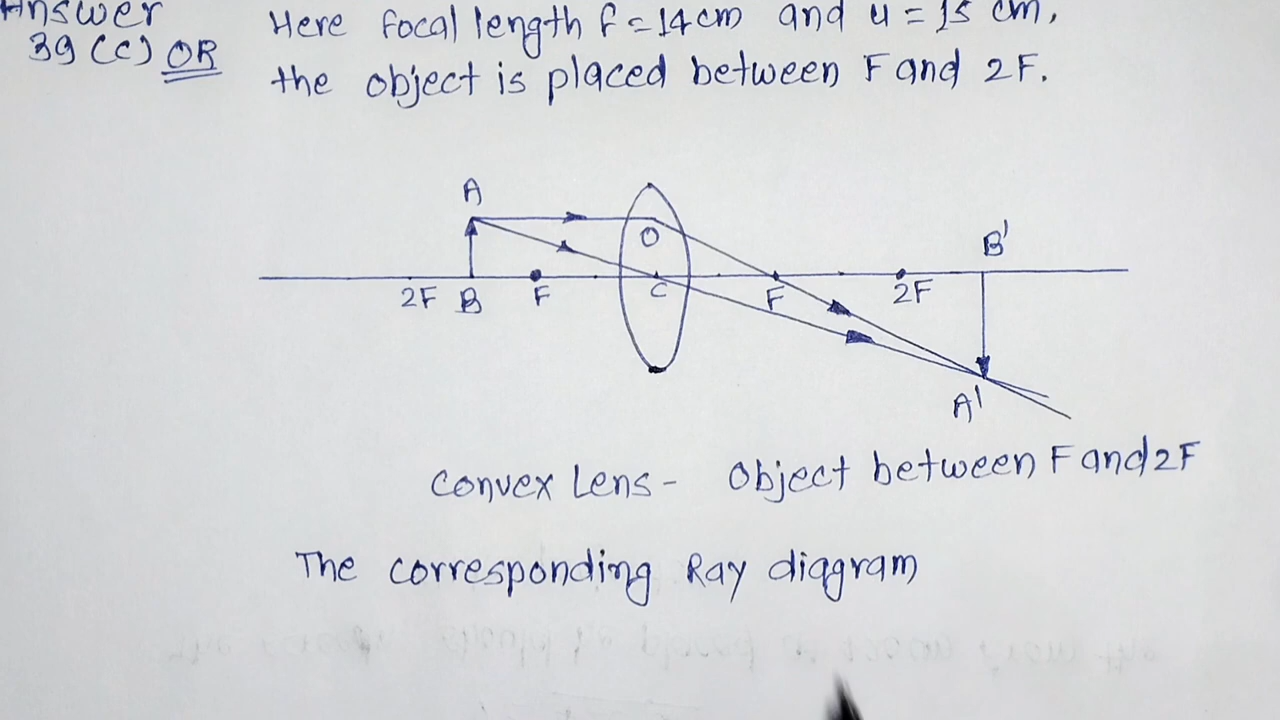 Answer
39 (c) OR
Here focal length f = 14 cm and u = 15 cm,
the object is placed between F and 2F.
A
O
B'
2F B F C F 2F
A'
Convex Lens - Object between F and 2F
The corresponding Ray diagram